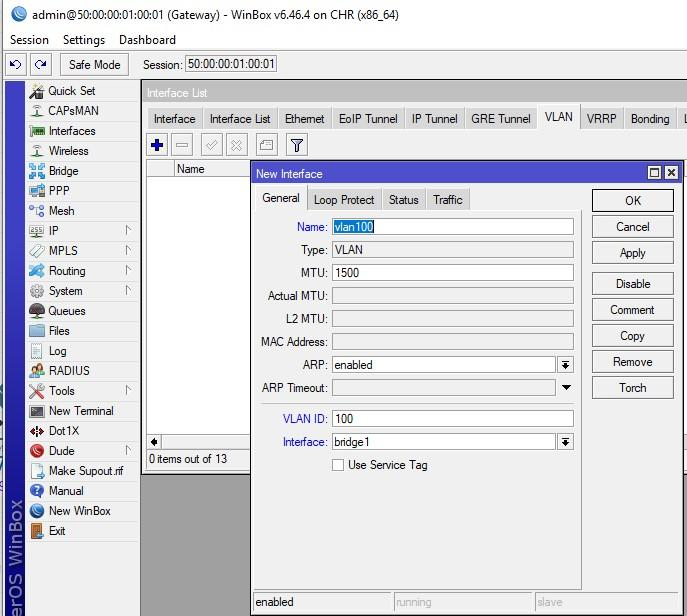 admin@50:00:00:01:00:01 (Gateway) - WinBox v6.46.4 on CHR (x86_64)
Session Settings Dashboard
Safe Mode Session: 50:00:00:01:00:01
Quick Set
CAPsMAN
Interfaces
Wireless
Bridge
PPP
Mesh
IP
MPLS
Routing
System
Queues
Files
Log
RADIUS
Tools
New Terminal
Dot1X
Dude
Make Supout.rif
Manual
New WinBox
Exit
erOS WinBox
Interface List
Interface Interface List Ethernet EoIP Tunnel IP Tunnel GRE Tunnel VLAN VRRP Bonding
Name
0 items out of 13
New Interface
General Loop Protect Status Traffic
Name: vlan100
Type: VLAN
MTU: 1500
Actual MTU:
L2 MTU:
MAC Address:
ARP: enabled
ARP Timeout:
VLAN ID: 100
Interface: bridge1
Use Service Tag
OK
Cancel
Apply
Disable
Comment
Copy
Remove
Torch
enabled running slave